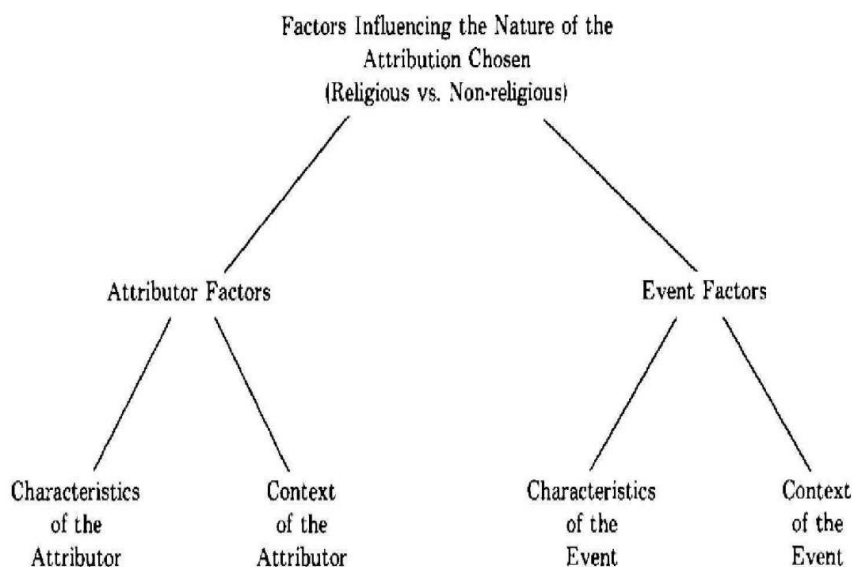 Factors Influencing the Nature of the
Attribution Chosen
(Religious vs. Non-religious)
Attributor Factors
Event Factors
Characteristics
of the
Attributor
Context
of the
Attributor
Characteristics
of the
Event
Context
of the
Event